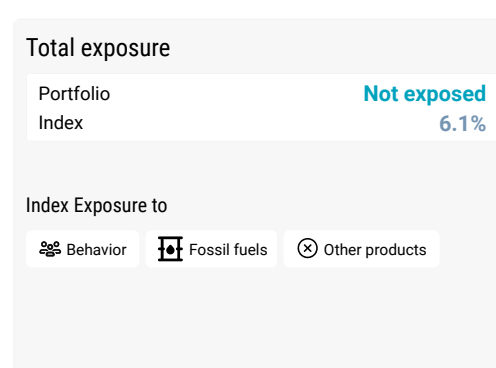 Total exposure
Portfolio Not exposed
Index 6.1%
Index Exposure to
Behavior Fossil fuels Other products